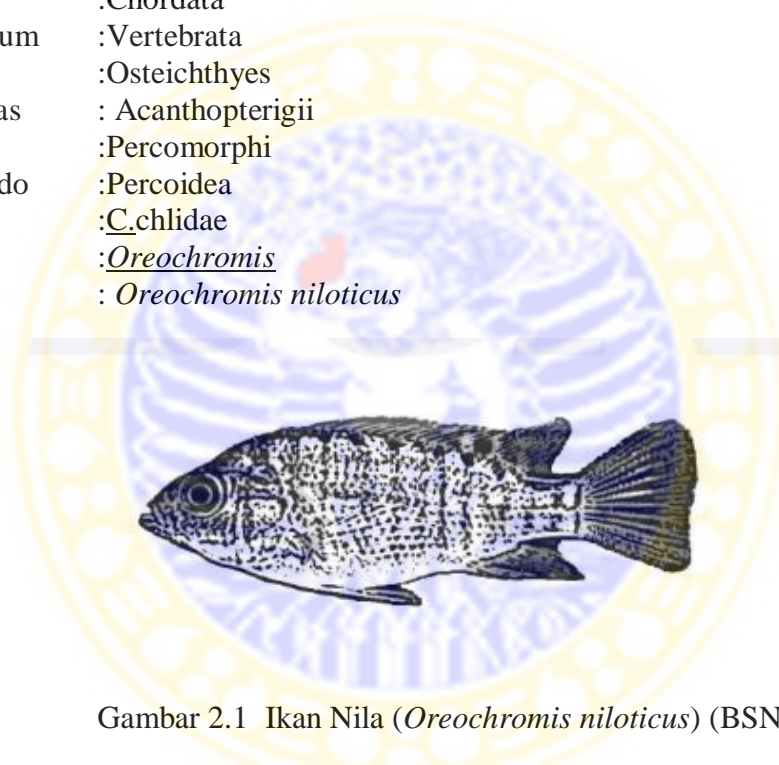 :Chordata
um :Vertebrata
:Osteichthyes
as : Acanthopterigii
:Percomorphi
do :Percoidea
:C.chlidae
:Oreochromis
: Oreochromis niloticus
Gambar 2.1 Ikan Nila (Oreochromis niloticus) (BSN